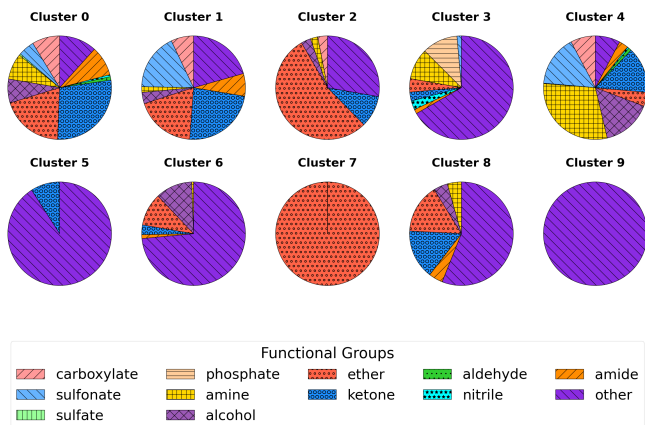 Cluster 0 Cluster 1 Cluster 2 Cluster 3 Cluster 4
Cluster 5 Cluster 6 Cluster 7 Cluster 8 Cluster 9
Functional Groups
carboxylate phosphate ether aldehyde amide
sulfonate amine ketone nitrile other
sulfate alcohol